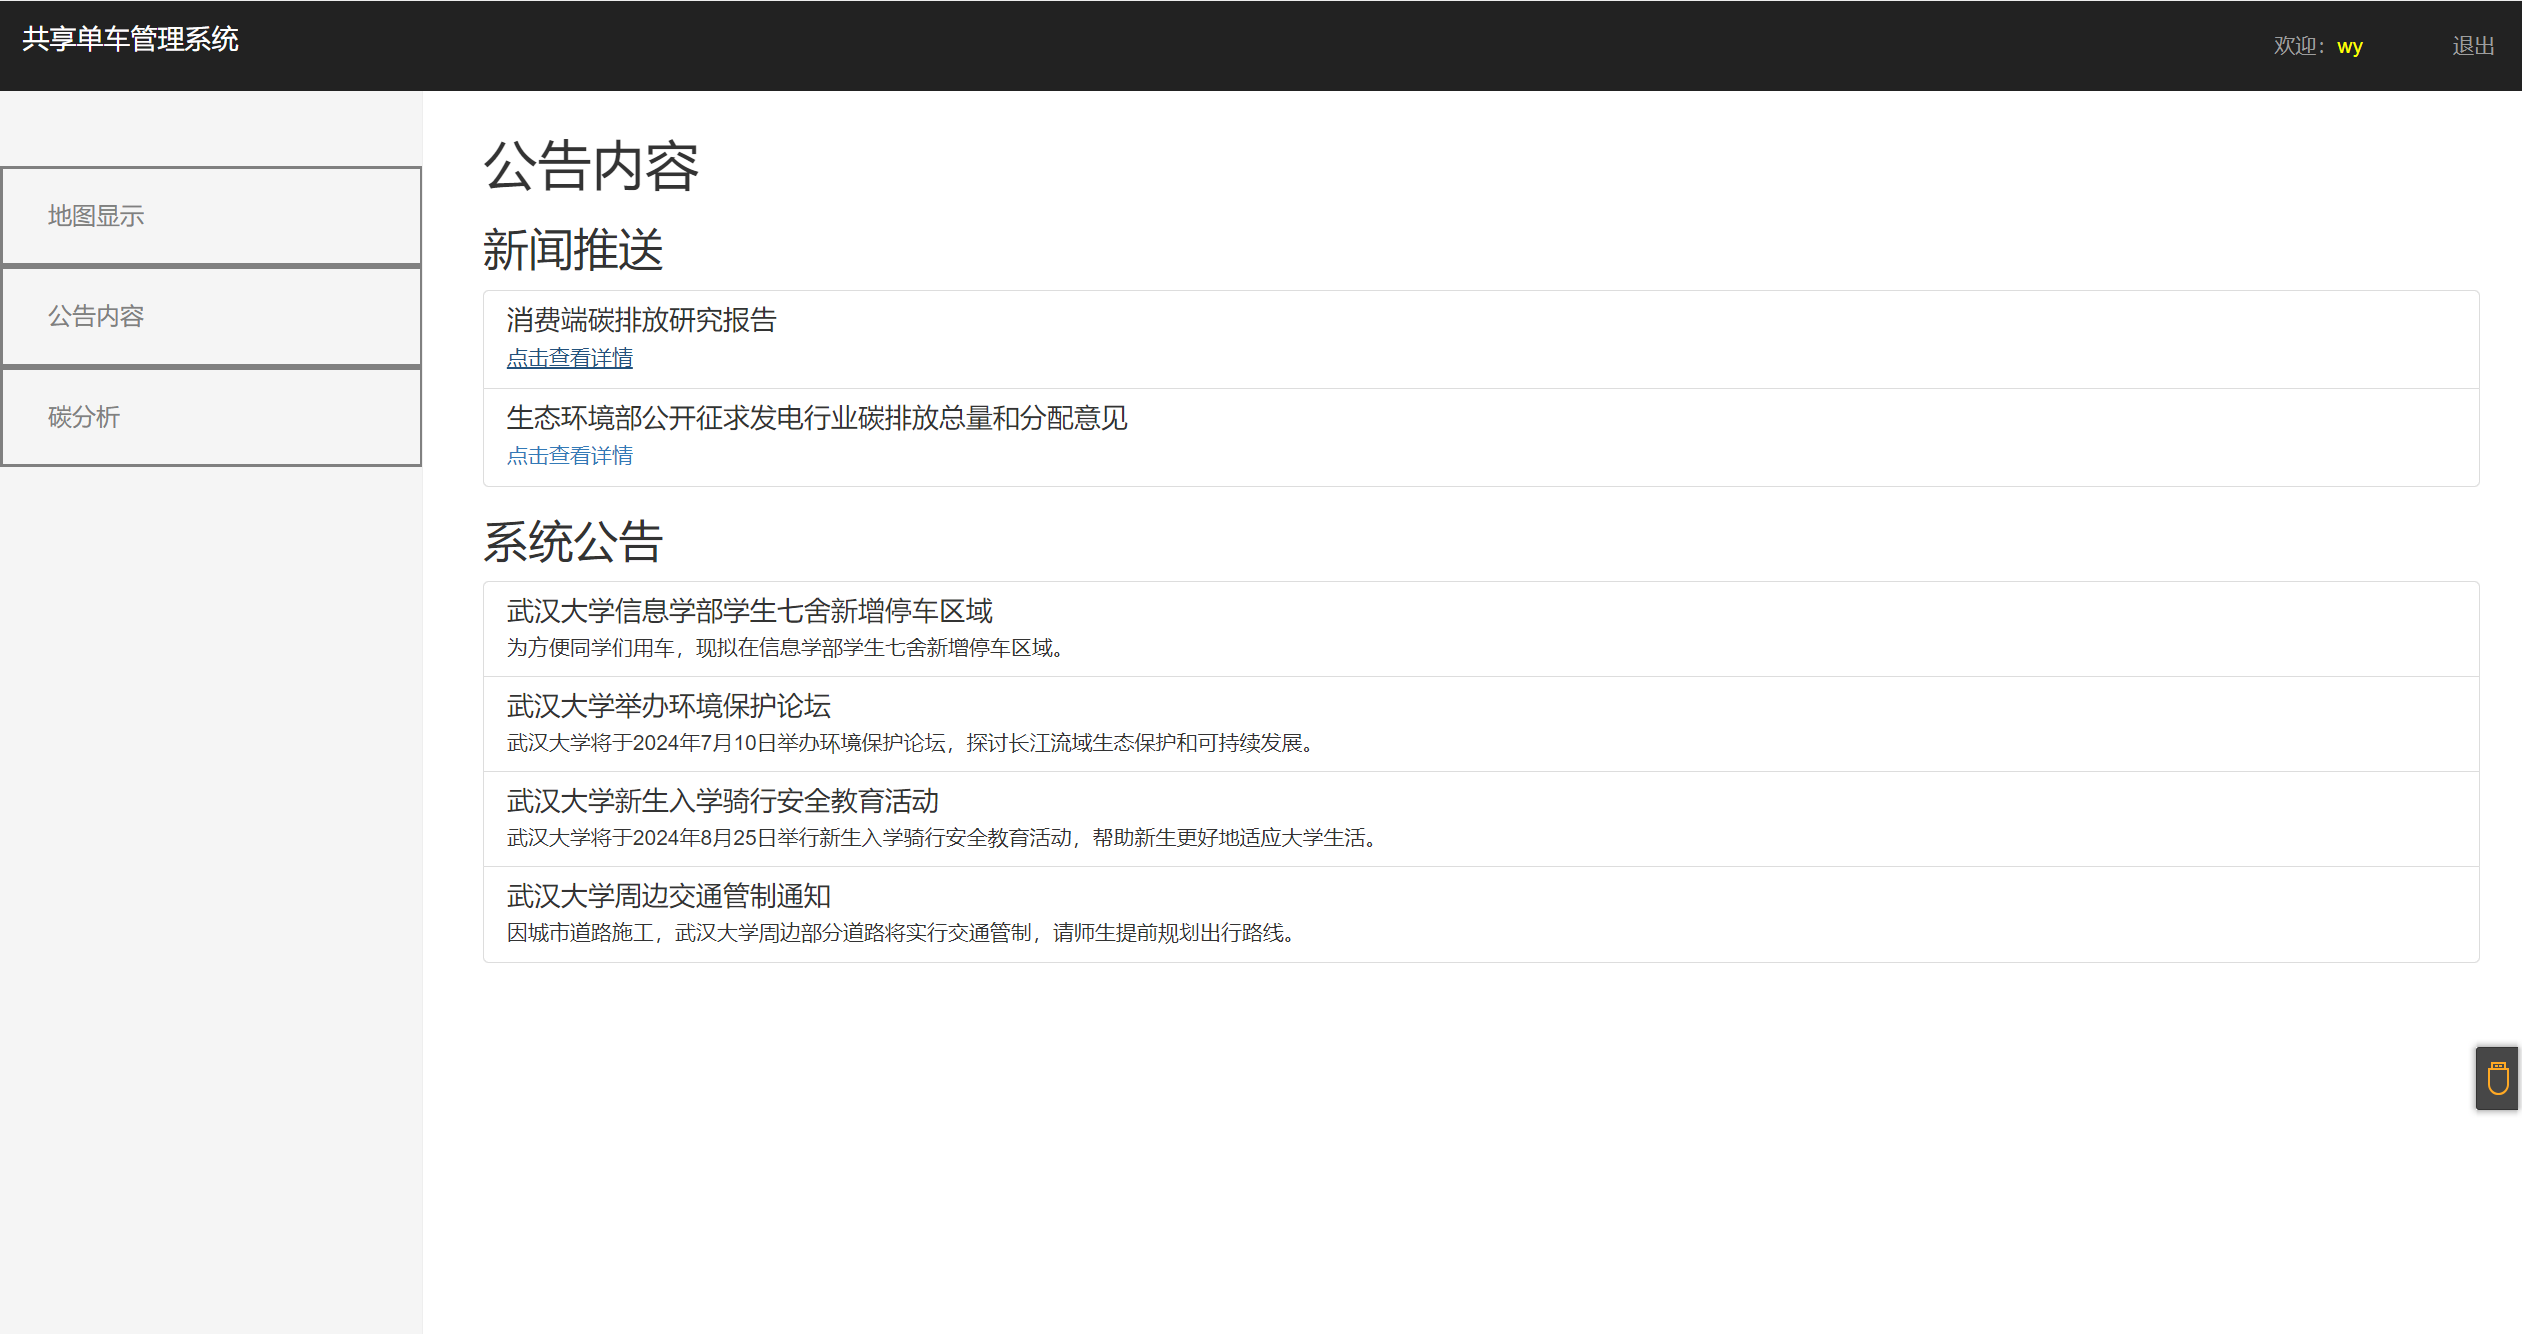 共享单车管理系统
欢迎：wy
退出
地图显示
公告内容
碳分析
公告内容
新闻推送
消费端碳排放研究报告
点击查看详情
生态环境部公开征求发电行业碳排放总量和分配意见
点击查看详情
系统公告
武汉大学信息学部学生七舍新增停车区域
为方便同学们用车，现拟在信息学部学生七舍新增停车区域。
武汉大学举办环境保护论坛
武汉大学将于2024年7月10日举办环境保护论坛，探讨长江流域生态保护和可持续发展。
武汉大学新生入学骑行安全教育活动
武汉大学将于2024年8月25日举行新生入学骑行安全教育活动，帮助新生更好地适应大学生活。
武汉大学周边交通管制通知
因城市道路施工，武汉大学周边部分道路将实行交通管制，请师生提前规划出行路线。